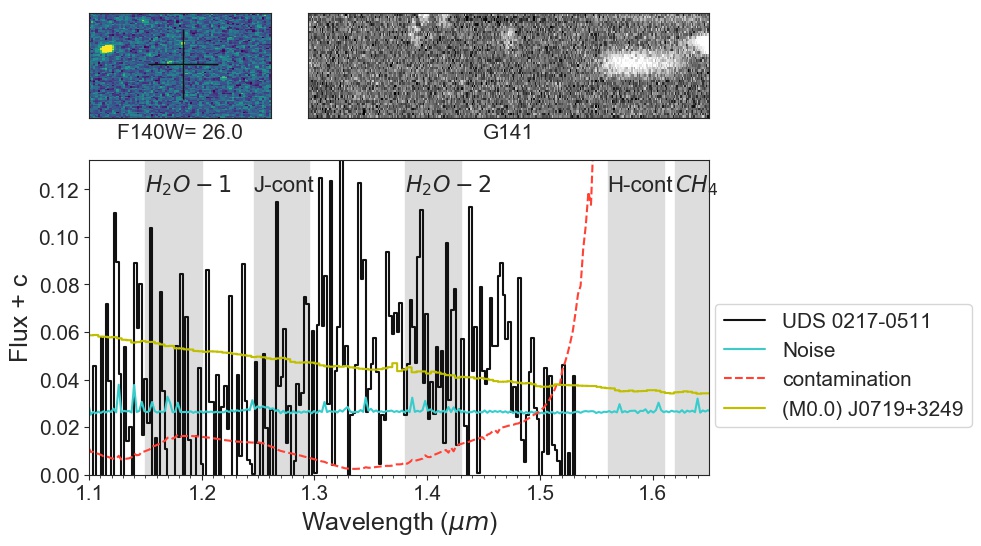 F140W= 26.0
G141
H₂O − 1
J-cont
H₂O − 2
H-cont
CH₄
0.12
0.10
0.08
0.06
0.04
0.02
0.00
Flux + c
1.1
1.2
1.3
1.4
1.5
1.6
Wavelength (μm)
UDS 0217-0511
Noise
contamination
(M0.0) J0719+3249